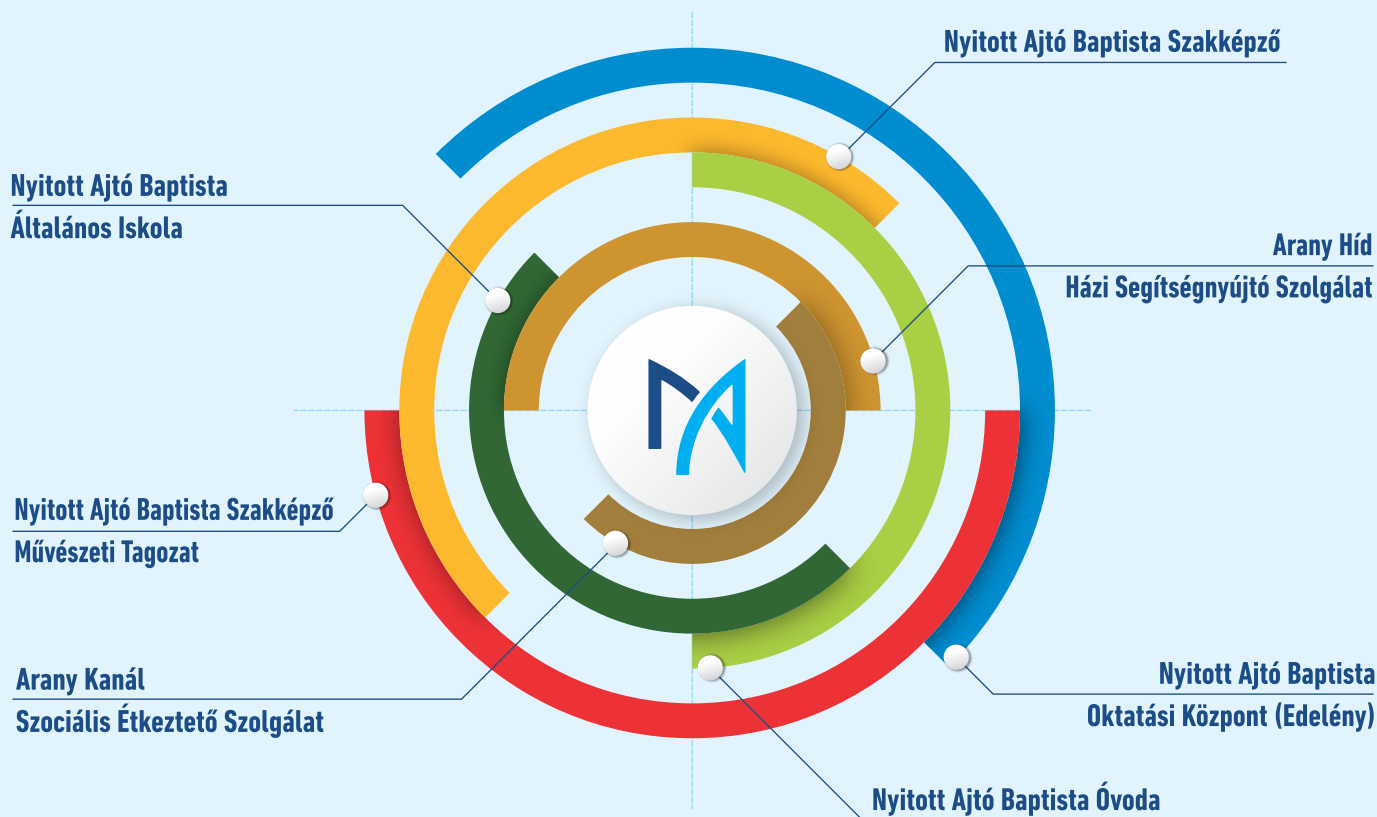 Nyitott Ajtó Baptista Szakképző
Nyitott Ajtó Baptista
Általános Iskola
Arany Híd
Házi Segítségnyújtó Szolgálat
Nyitott Ajtó Baptista Szakképző
Művészeti Tagozat
Arany Kanál
Szociális Étkeztető Szolgálat
Nyitott Ajtó Baptista
Oktatási Központ (Edelény)
Nyitott Ajtó Baptista Óvoda